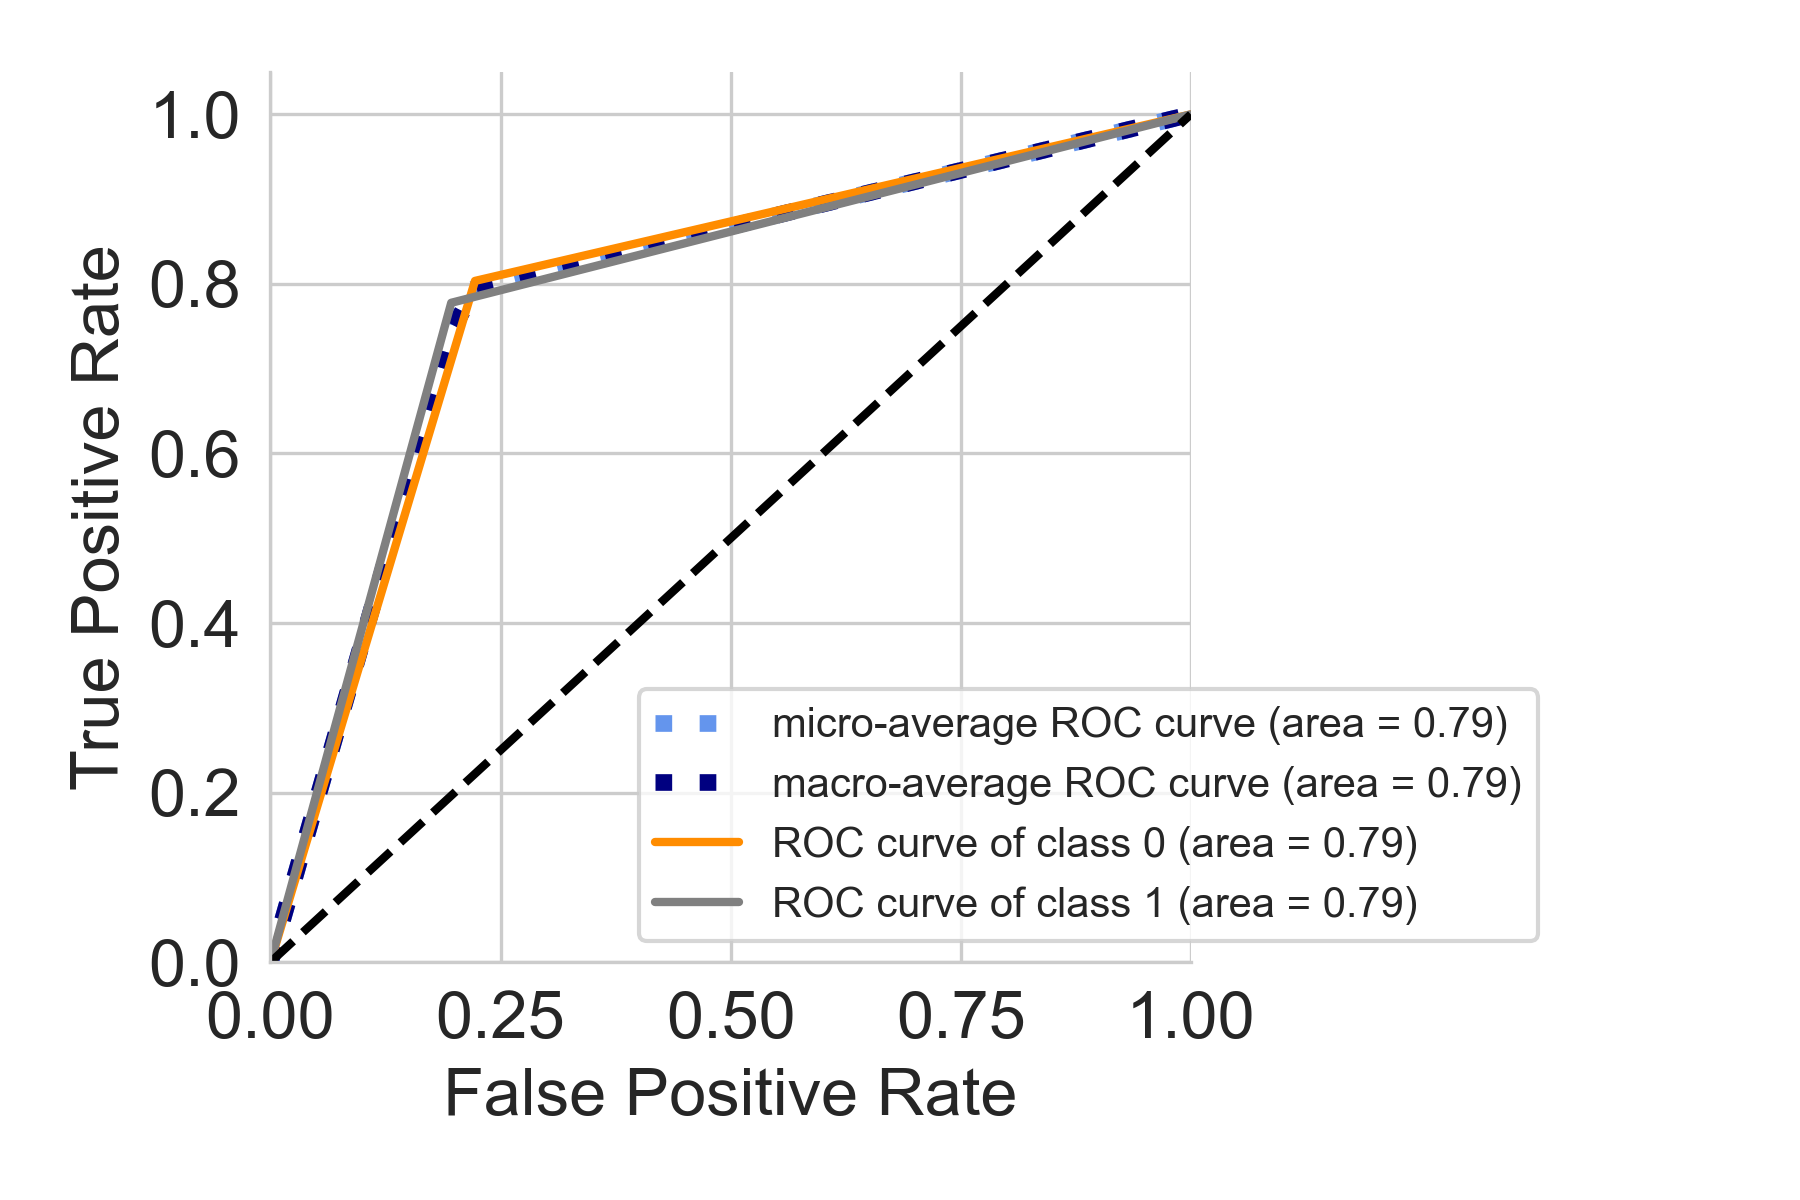 True Positive Rate
1.0
0.8
0.6
0.4
0.2
0.0
micro-average ROC curve (area = 0.79)
macro-average ROC curve (area = 0.79)
ROC curve of class 0 (area = 0.79)
ROC curve of class 1 (area = 0.79)
0.00 0.25 0.50 0.75 1.00
False Positive Rate